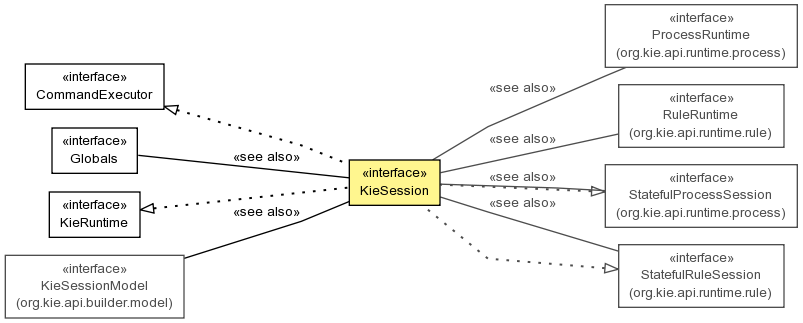 «interface»
CommandExecutor
«interface»
Globals
«see also»
«interface»
KieRuntime
«see also»
«interface»
KieSessionModel
(org.kie.api.builder.model)
«interface»
KieSession
«interface»
ProcessRuntime
(org.kie.api.runtime.process)
«see also»
«interface»
RuleRuntime
(org.kie.api.runtime.rule)
«see also»
«interface»
StatefulProcessSession
(org.kie.api.runtime.process)
«see also»
«see also»
«interface»
StatefulRuleSession
(org.kie.api.runtime.rule)